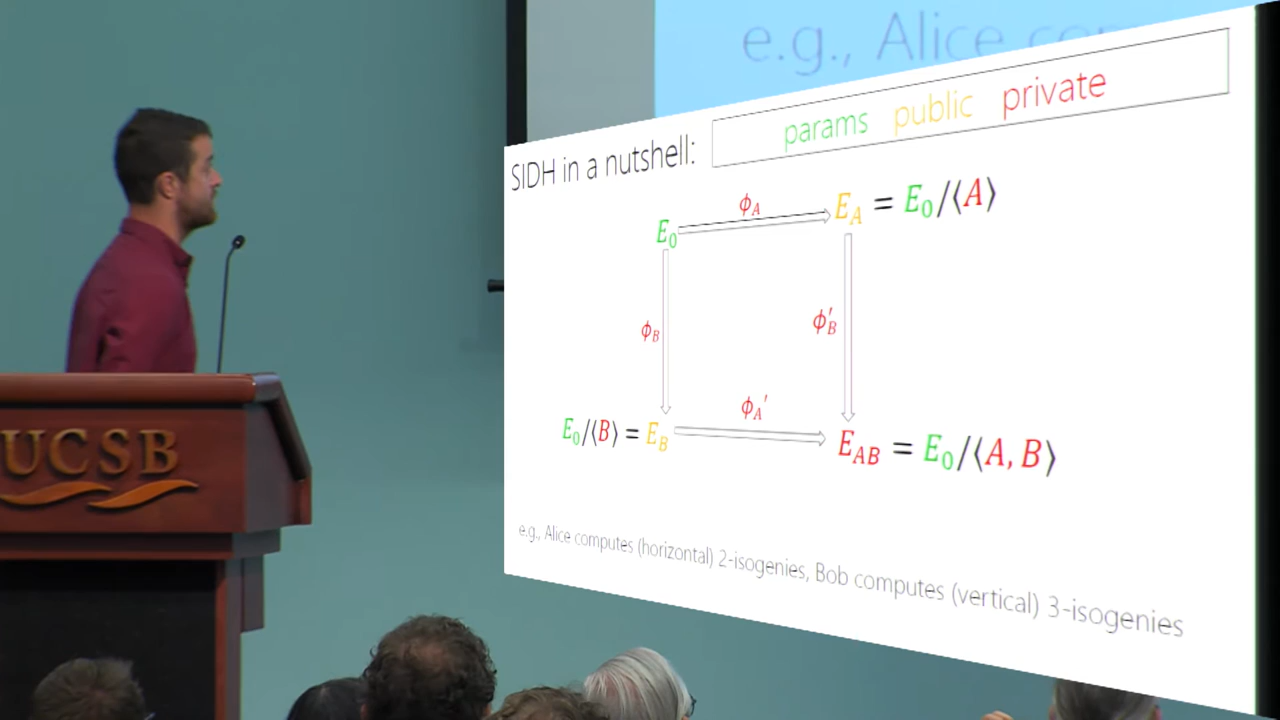 e.g., Alice com
params public private
SIDH in a nutshell:
ϕ_A
E_0
E_A = E_0/⟨A⟩
ϕ_B
ϕ'_B
ϕ_A'
E_0/⟨B⟩ = E_B
E_AB = E_0/⟨A, B⟩
UCSB
e.g., Alice computes (horizontal) 2-isogenies, Bob computes (vertical) 3-isogenies